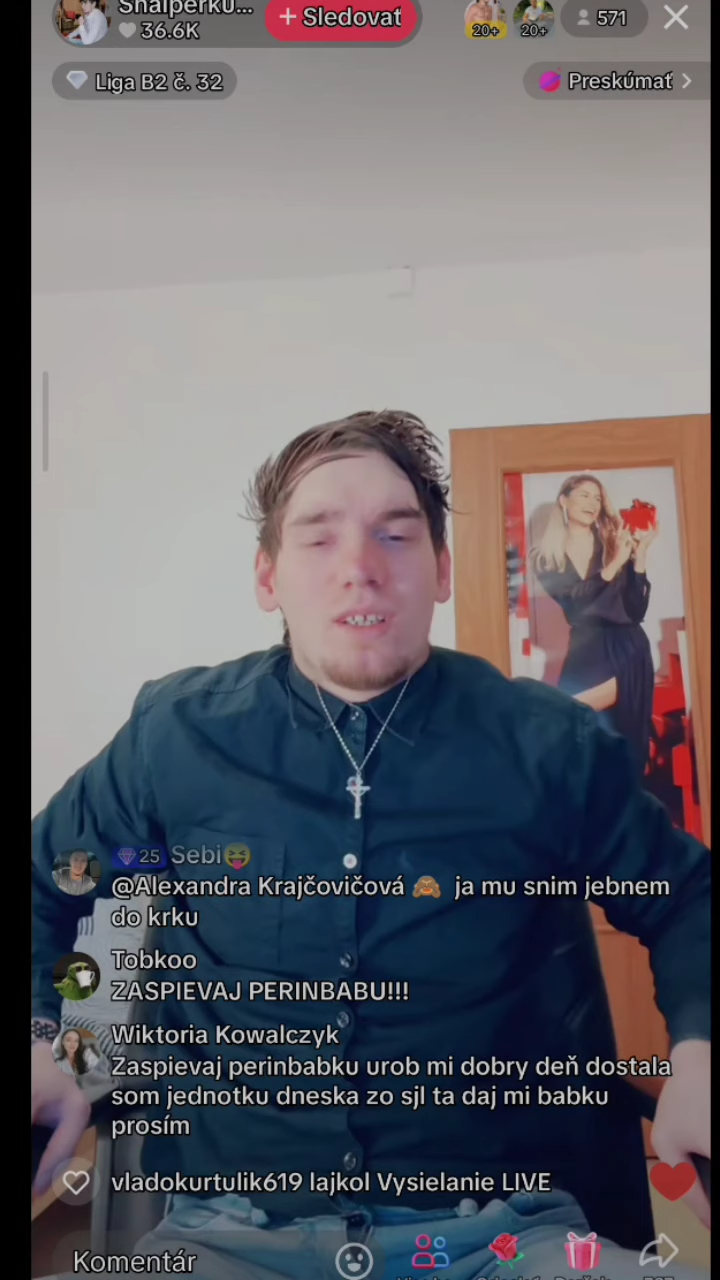 Shaiperku...
36.6K
+ Sledovať
20+
20+
571
Liga B2 č. 32
Preskúmať
25 Sebi😝
@Alexandra Krajčovičová 🙈 ja mu snim jebnem
do krku
Tobkoo
ZASPIEVAJ PERINBABU!!!
Wiktoria Kowalczyk
Zaspievaj perinbabku urob mi dobry deň dostala
som jednotku dneska zo sjl ta daj mi babku
prosím
vladokurtulik619 lajkol Vysielanie LIVE
Komentár